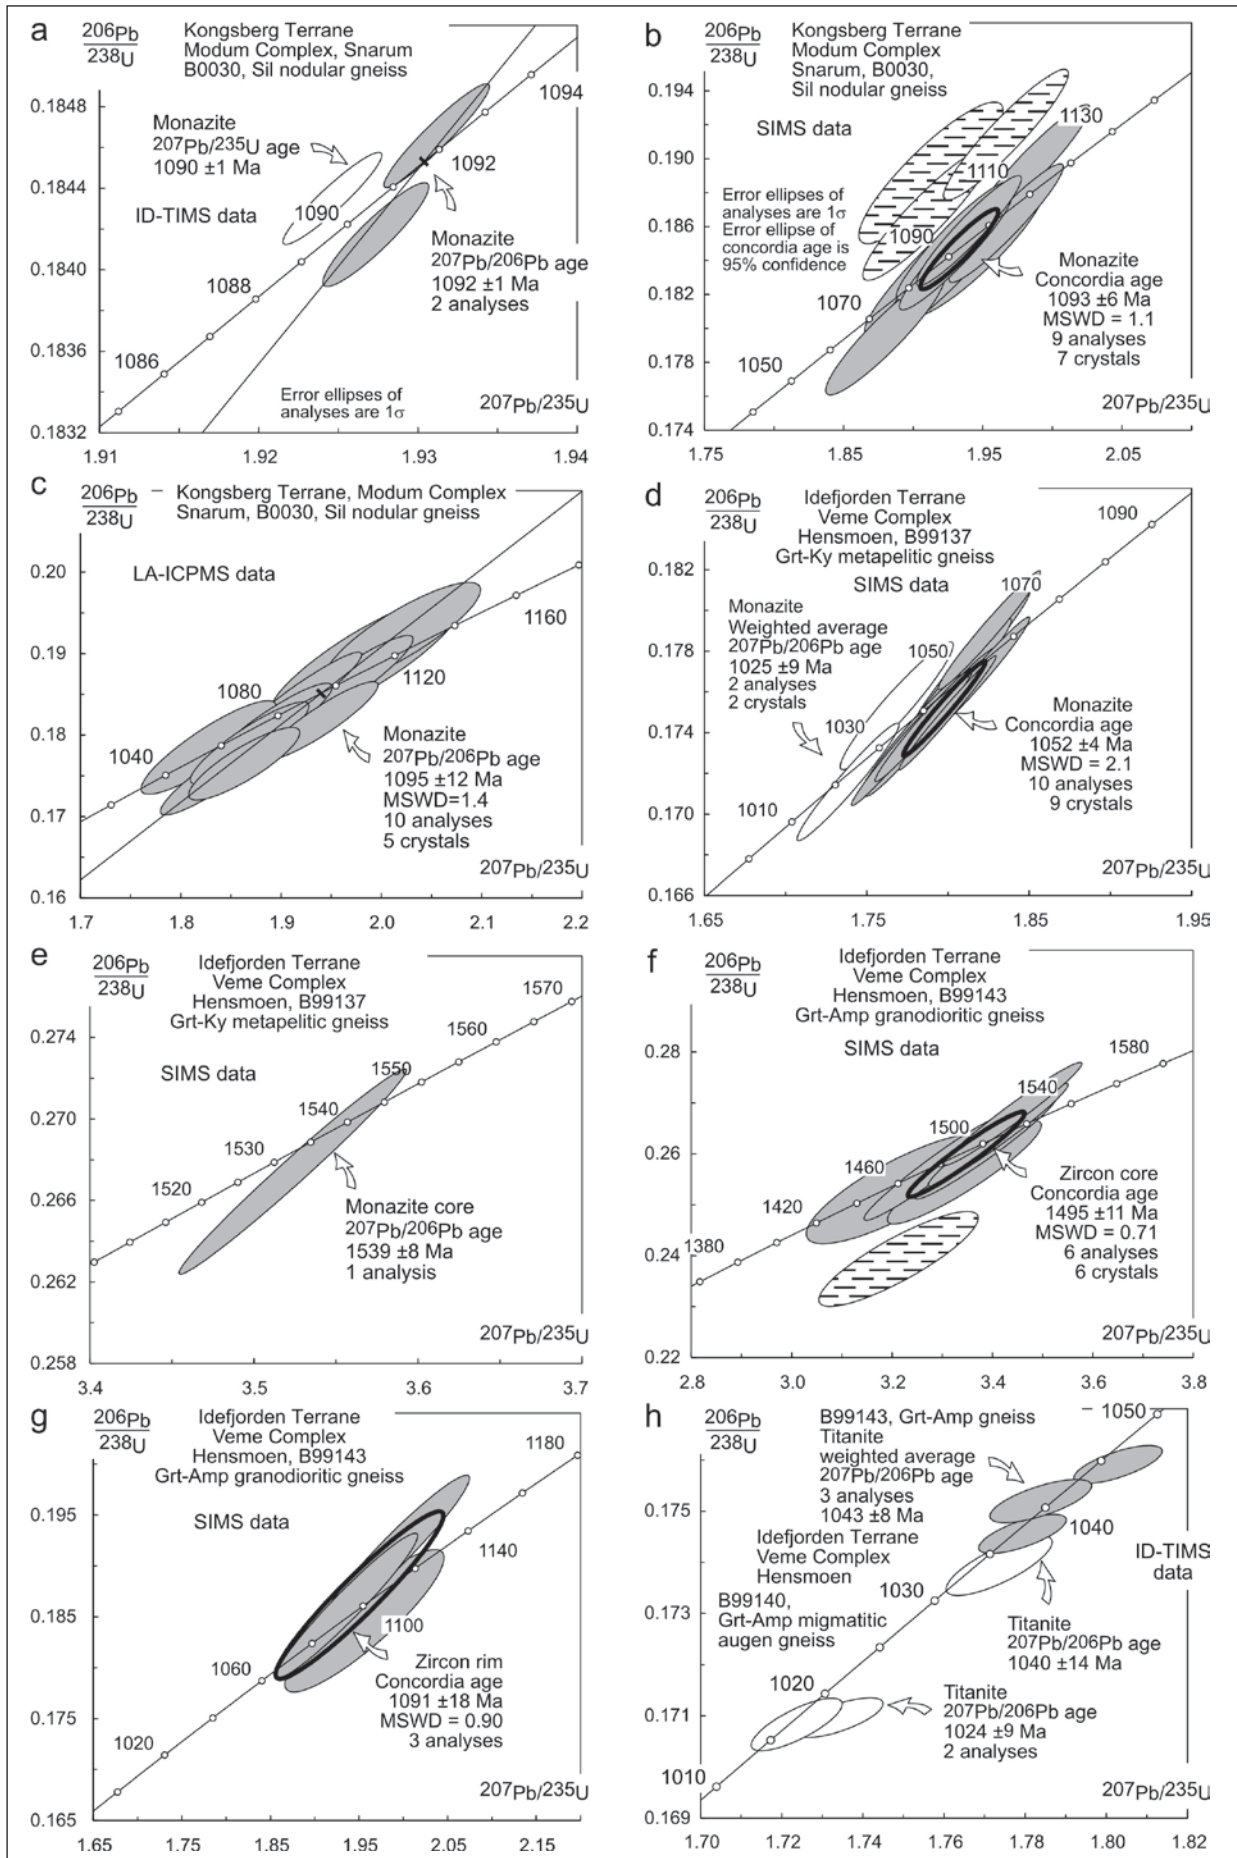 a
206Pb
238U
Kongsberg Terrane
Modum Complex, Snarum
B0030, Sil nodular gneiss
0.1848
0.1844
0.1840
0.1836
0.1832
1.91
1.92
1.93
1.94
1094
1092
1090
1088
1086
Monazite
207Pb/235U age
1090 ±1 Ma
ID-TIMS data
Monazite
207Pb/206Pb age
1092 ±1 Ma
2 analyses
Error ellipses of
analyses are 1σ
207Pb/235U
b
206Pb
238U
Kongsberg Terrane
Modum Complex
Snarum, B0030,
Sil nodular gneiss
SIMS data
0.194
0.190
0.186
0.182
0.178
0.174
1.75
1.85
1.95
2.05
1130
1110
1090
1070
1050
Error ellipses of
analyses are 1σ
Error ellipse of
concordia age is
95% confidence
Monazite
Concordia age
1093 ±6 Ma
MSWD = 1.1
9 analyses
7 crystals
207Pb/235U
c
206Pb
238U
Kongsberg Terrane, Modum Complex
Snarum, B0030, Sil nodular gneiss
LA-ICPMS data
0.20
0.19
0.18
0.17
0.16
1.7
1.8
1.9
2.0
2.1
2.2
1160
1120
1080
1040
Monazite
207Pb/206Pb age
1095 ±12 Ma
MSWD=1.4
10 analyses
5 crystals
207Pb/235U
d
206Pb
238U
Idefjorden Terrane
Veme Complex
Hensmoen, B99137
Grt-Ky metapelitic gneiss
SIMS data
0.182
0.178
0.174
0.170
0.166
1.65
1.75
1.85
1.95
1090
1070
1050
1030
1010
Monazite
Weighted average
207Pb/206Pb age
1025 ±9 Ma
2 analyses
2 crystals
Monazite
Concordia age
1052 ±4 Ma
MSWD = 2.1
10 analyses
9 crystals
207Pb/235U
e
206Pb
238U
Idefjorden Terrane
Veme Complex
Hensmoen, B99137
Grt-Ky metapelitic gneiss
SIMS data
0.274
0.270
0.266
0.262
0.258
3.4
3.5
3.6
3.7
1570
1560
1550
1540
1530
1520
Monazite core
207Pb/206Pb age
1539 ±8 Ma
1 analysis
207Pb/235U
f
206Pb
238U
Idefjorden Terrane
Veme Complex
Hensmoen, B99143
Grt-Amp granodioritic gneiss
SIMS data
0.28
0.26
0.24
0.22
2.8
3.0
3.2
3.4
3.6
3.8
1580
1540
1500
1460
1420
1380
Zircon core
Concordia age
1495 ±11 Ma
MSWD = 0.71
6 analyses
6 crystals
207Pb/235U
g
206Pb
238U
Idefjorden Terrane
Veme Complex
Hensmoen, B99143
Grt-Amp granodioritic gneiss
SIMS data
0.195
0.185
0.175
0.165
1.65
1.75
1.85
1.95
2.05
2.15
1180
1140
1100
1060
1020
Zircon rim
Concordia age
1091 ±18 Ma
MSWD = 0.90
3 analyses
207Pb/235U
h
206Pb
238U
B99143, Grt-Amp gneiss
Titanite
weighted average
207Pb/206Pb age
3 analyses
1043 ±8 Ma
Idefjorden Terrane
Veme Complex
Hensmoen
B99140,
Grt-Amp migmatitic
augen gneiss
0.175
0.173
0.171
0.169
1.70
1.72
1.74
1.76
1.78
1.80
1.82
1050
1040
1030
1020
1010
ID-TIMS
data
Titanite
207Pb/206Pb age
1040 ±14 Ma
Titanite
207Pb/206Pb age
1024 ±9 Ma
2 analyses
207Pb/235U